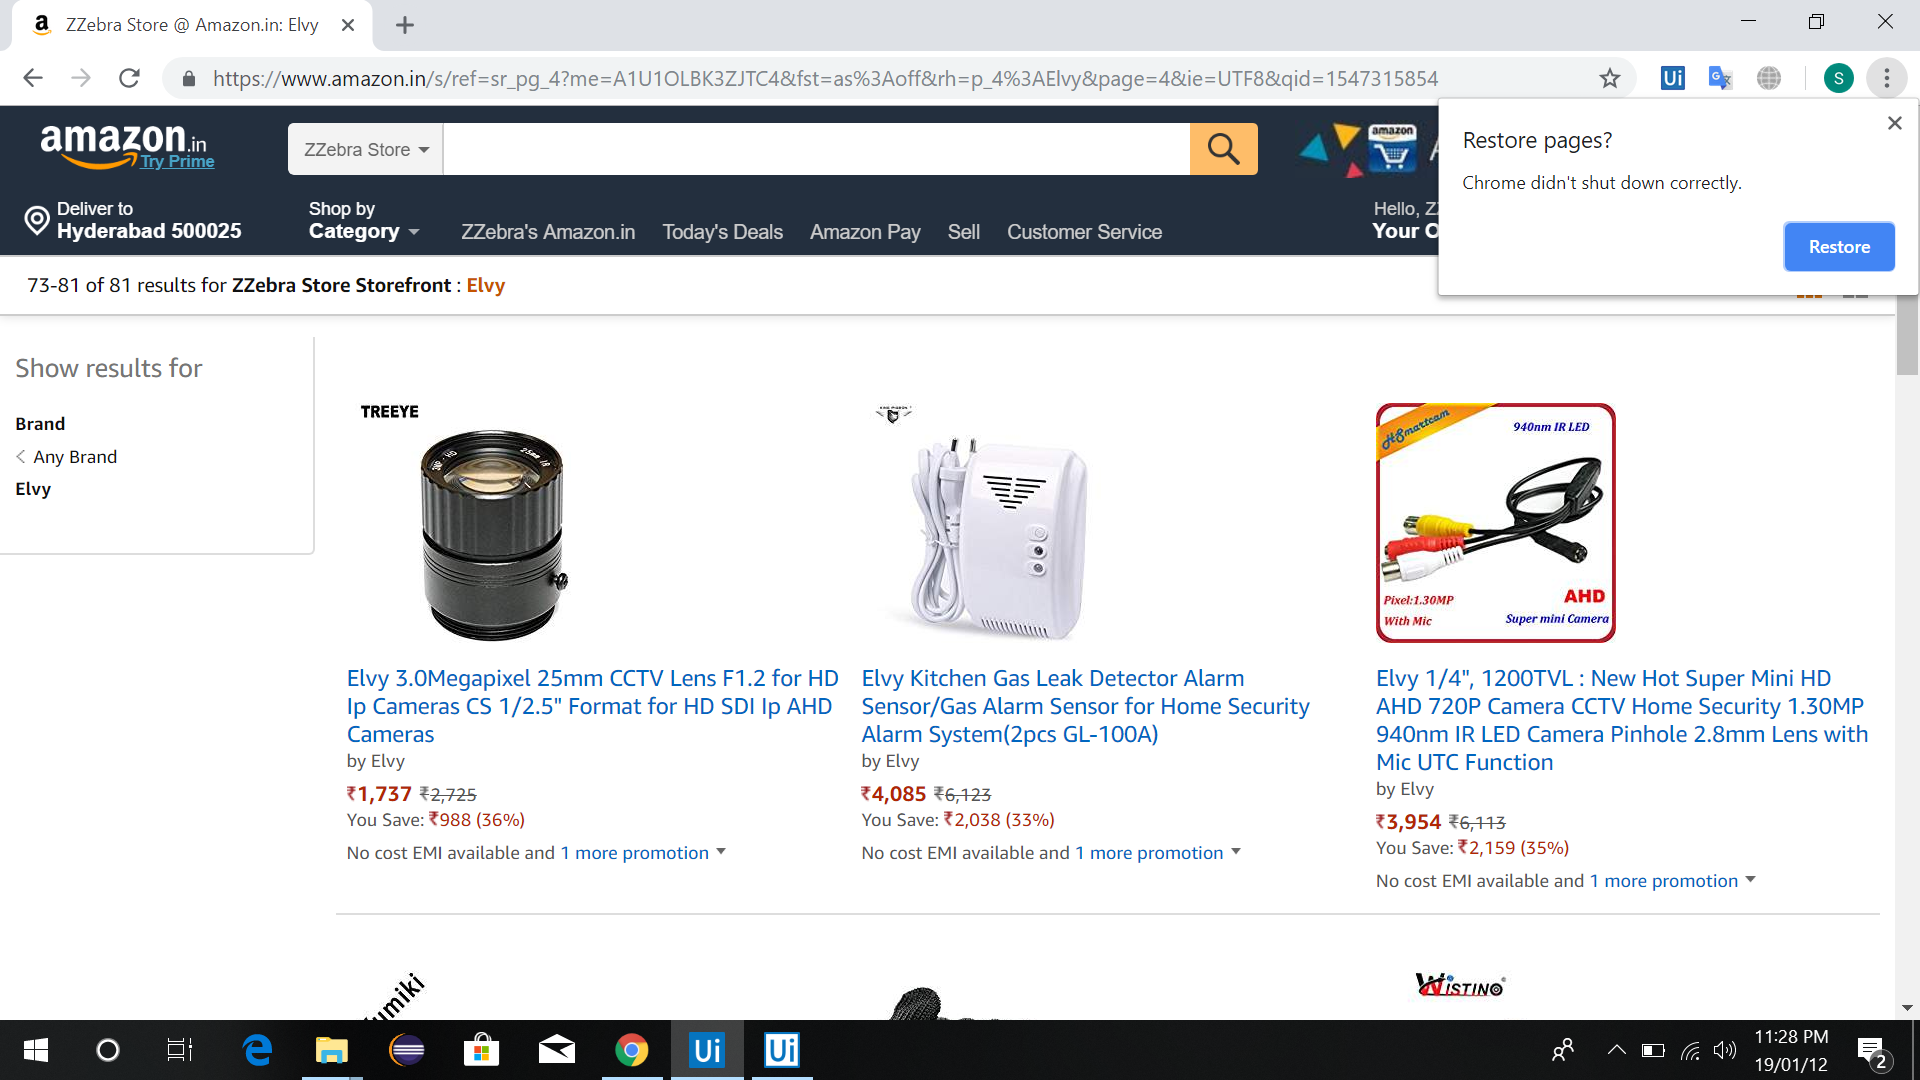 ZZebra Store @ Amazon.in: Elvy
https://www.amazon.in/s/ref=sr_pg_4?me=A1U1OLBK3ZJTC4&fst=as%3Aoff&rh=p_4%3AElvy&page=4&ie=UTF8&qid=1547315854
Ui
S
amazon.in
Try Prime
ZZebra Store
amazon
Restore pages?
Chrome didn't shut down correctly.
Restore
Deliver to
Hyderabad 500025
Shop by
Category
ZZebra's Amazon.in
Today's Deals
Amazon Pay
Sell
Customer Service
Hello, Z
Your O
73-81 of 81 results for ZZebra Store Storefront : Elvy
Show results for
Brand
Any Brand
Elvy
TREEYE
25mm IR
HSmartcam
940nm IR LED
AHD
Pixel:1.30MP
With Mic
Super mini Camera
Elvy 3.0Megapixel 25mm CCTV Lens F1.2 for HD
Ip Cameras CS 1/2.5" Format for HD SDI Ip AHD
Cameras
by Elvy
₹1,737 ₹2,725
You Save: ₹988 (36%)
No cost EMI available and 1 more promotion
Elvy Kitchen Gas Leak Detector Alarm
Sensor/Gas Alarm Sensor for Home Security
Alarm System(2pcs GL-100A)
by Elvy
₹4,085 ₹6,123
You Save: ₹2,038 (33%)
No cost EMI available and 1 more promotion
Elvy 1/4", 1200TVL : New Hot Super Mini HD
AHD 720P Camera CCTV Home Security 1.30MP
940nm IR LED Camera Pinhole 2.8mm Lens with
Mic UTC Function
by Elvy
₹3,954 ₹6,113
You Save: ₹2,159 (35%)
No cost EMI available and 1 more promotion
umiki
WISTINO
Ui
Ui
11:28 PM
19/01/12
2